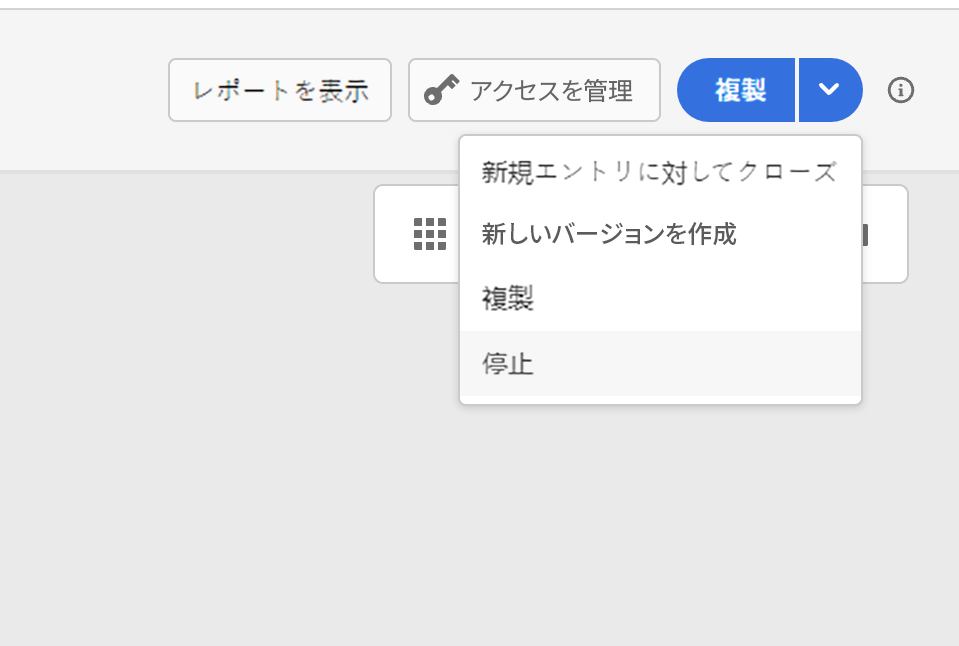 レポートを表示
アクセスを管理
複製
新規エントリに対してクローズ
新しいバージョンを作成
複製
停止